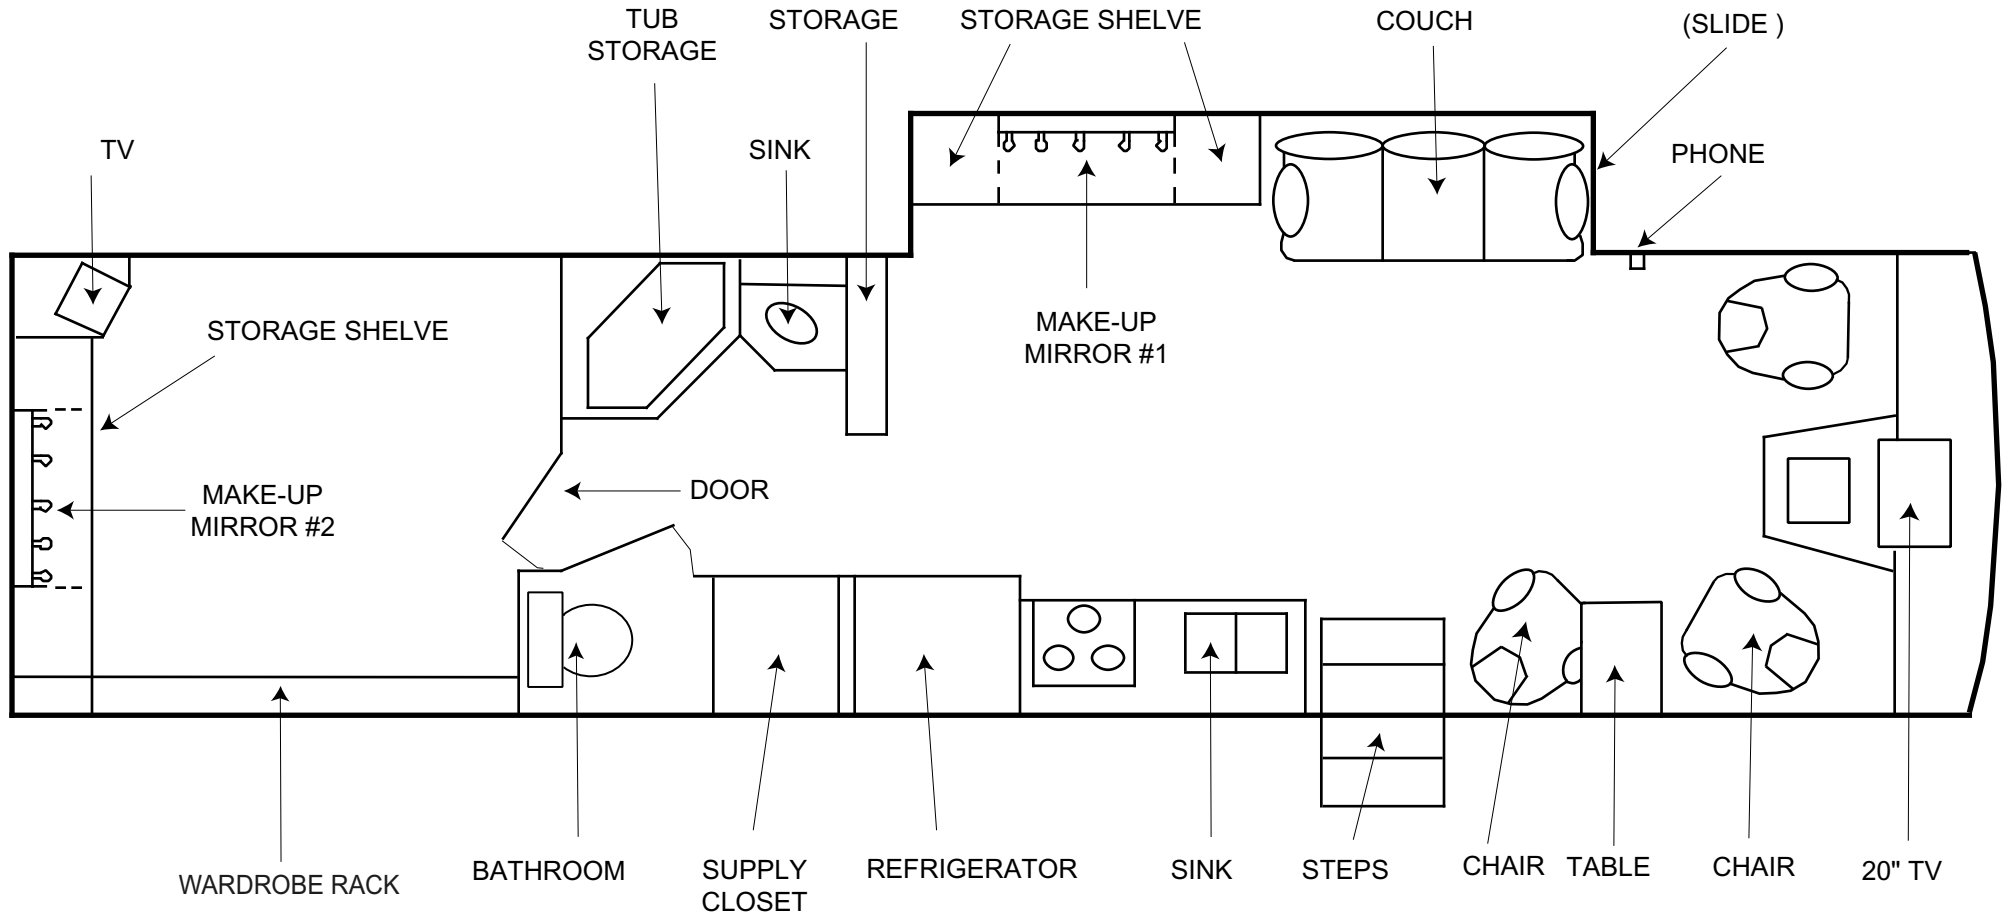 TUB
STORAGE
STORAGE
STORAGE SHELVE
COUCH
(SLIDE )
TV
SINK
PHONE
STORAGE SHELVE
MAKE-UP
MIRROR #1
MAKE-UP
MIRROR #2
DOOR
WARDROBE RACK
BATHROOM
SUPPLY
CLOSET
REFRIGERATOR
SINK
STEPS
CHAIR
TABLE
CHAIR
20" TV